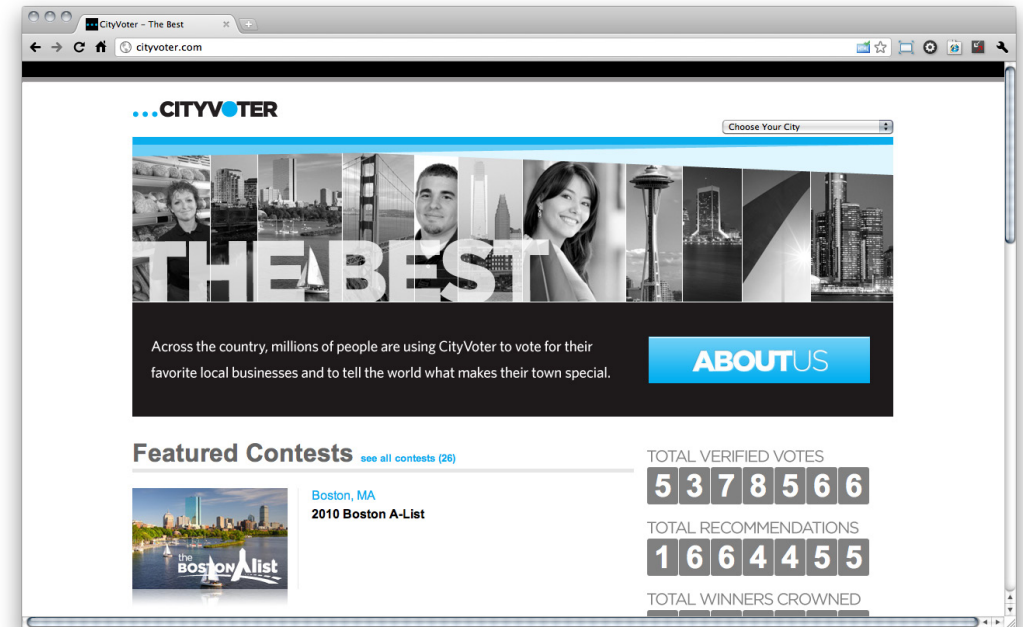 CityVoter - The Best
cityvoter.com
...CITYVOTER
Choose Your City
THE BEST
Across the country, millions of people are using CityVoter to vote for their
favorite local businesses and to tell the world what makes their town special.
ABOUTUS
Featured Contests see all contests (26)
TOTAL VERIFIED VOTES
5378566
Boston, MA
2010 Boston A-List
the
BOSTON Alist
TOTAL RECOMMENDATIONS
1664455
TOTAL WINNERS CROWNED